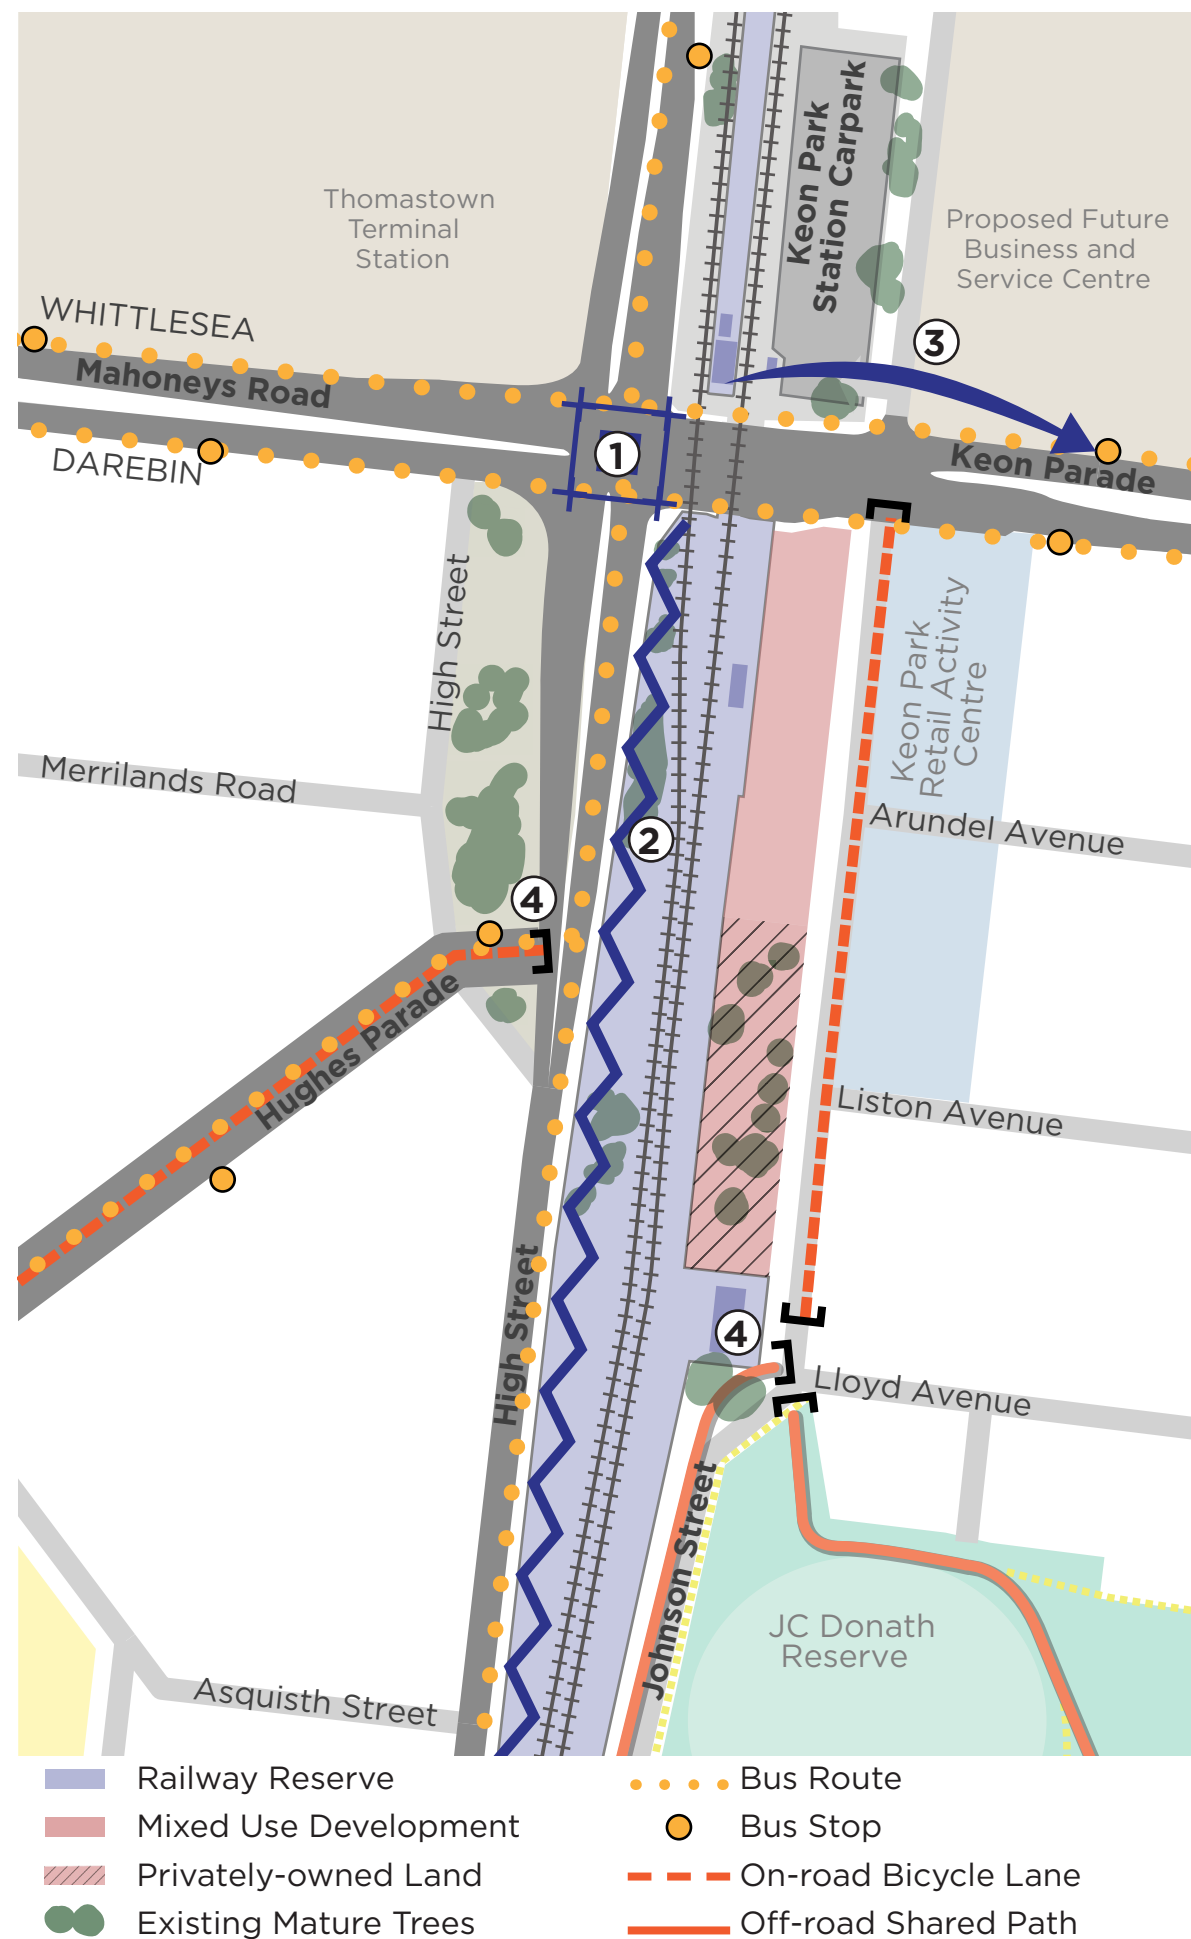 Keon Park
Station Carpark
Thomastown
Terminal
Station
Proposed Future
Business and
Service Centre
WHITTLESEA
3
Mahoneys Road
1
DAREBIN
Keon Parade
High Street
Keon Park
Retail Activity
Centre
Merrilands Road
Arundel Avenue
2
4
Hughes Parade
Liston Avenue
High Street
4
Lloyd Avenue
Johnson Street
JC Donath
Reserve
Asquisth Street
Railway Reserve
Mixed Use Development
Privately-owned Land
Existing Mature Trees
Bus Route
Bus Stop
On-road Bicycle Lane
Off-road Shared Path